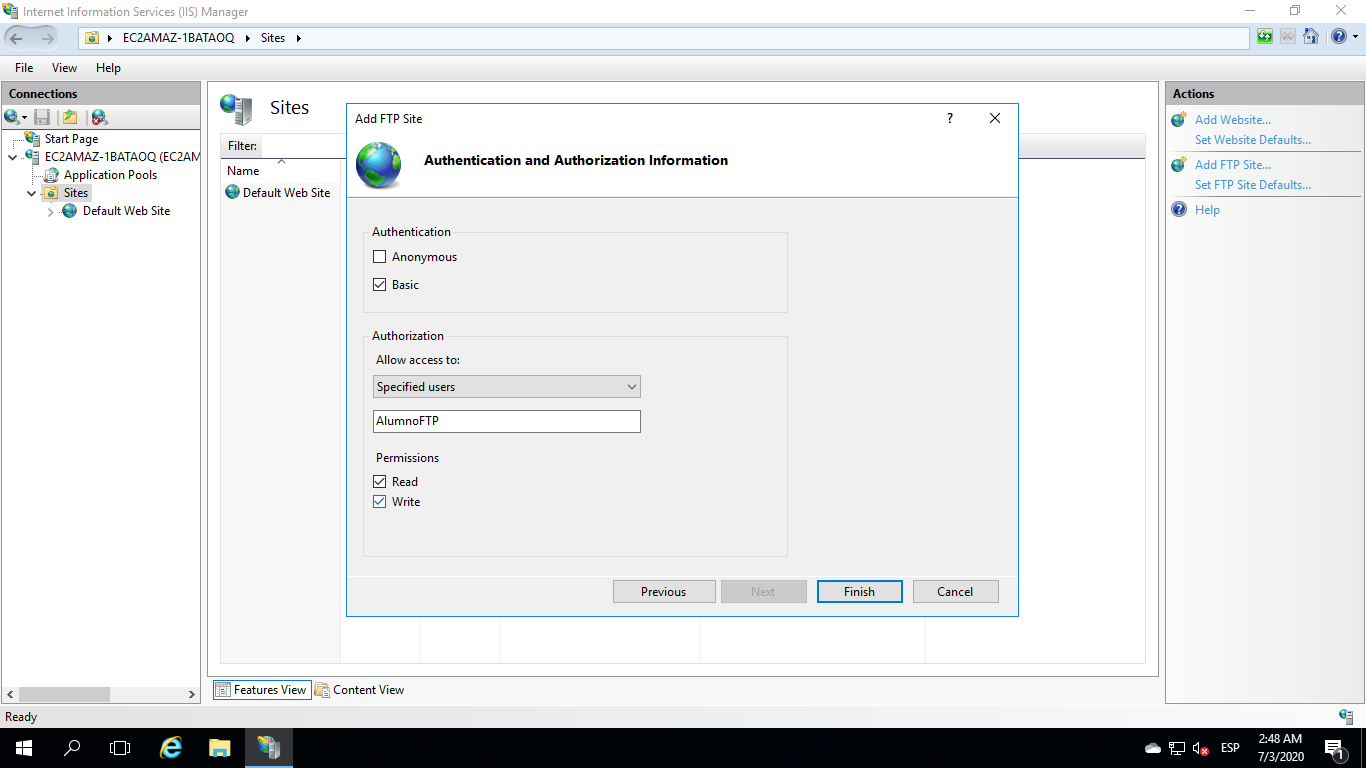 Internet Information Services (IIS) Manager
EC2AMAZ-1BATAOQ Sites
File View Help
Connections
Start Page
EC2AMAZ-1BATAOQ (EC2AM
Application Pools
Sites
Default Web Site
Sites
Filter:
Name
Default Web Site
Add FTP Site
?
Authentication and Authorization Information
Authentication
Anonymous
Basic
Authorization
Allow access to:
Specified users
AlumnoFTP
Permissions
Read
Write
Previous Next Finish Cancel
Features View Content View
Actions
Add Website...
Set Website Defaults...
Add FTP Site...
Set FTP Site Defaults...
Help
Ready
ESP
2:48 AM
7/3/2020
1